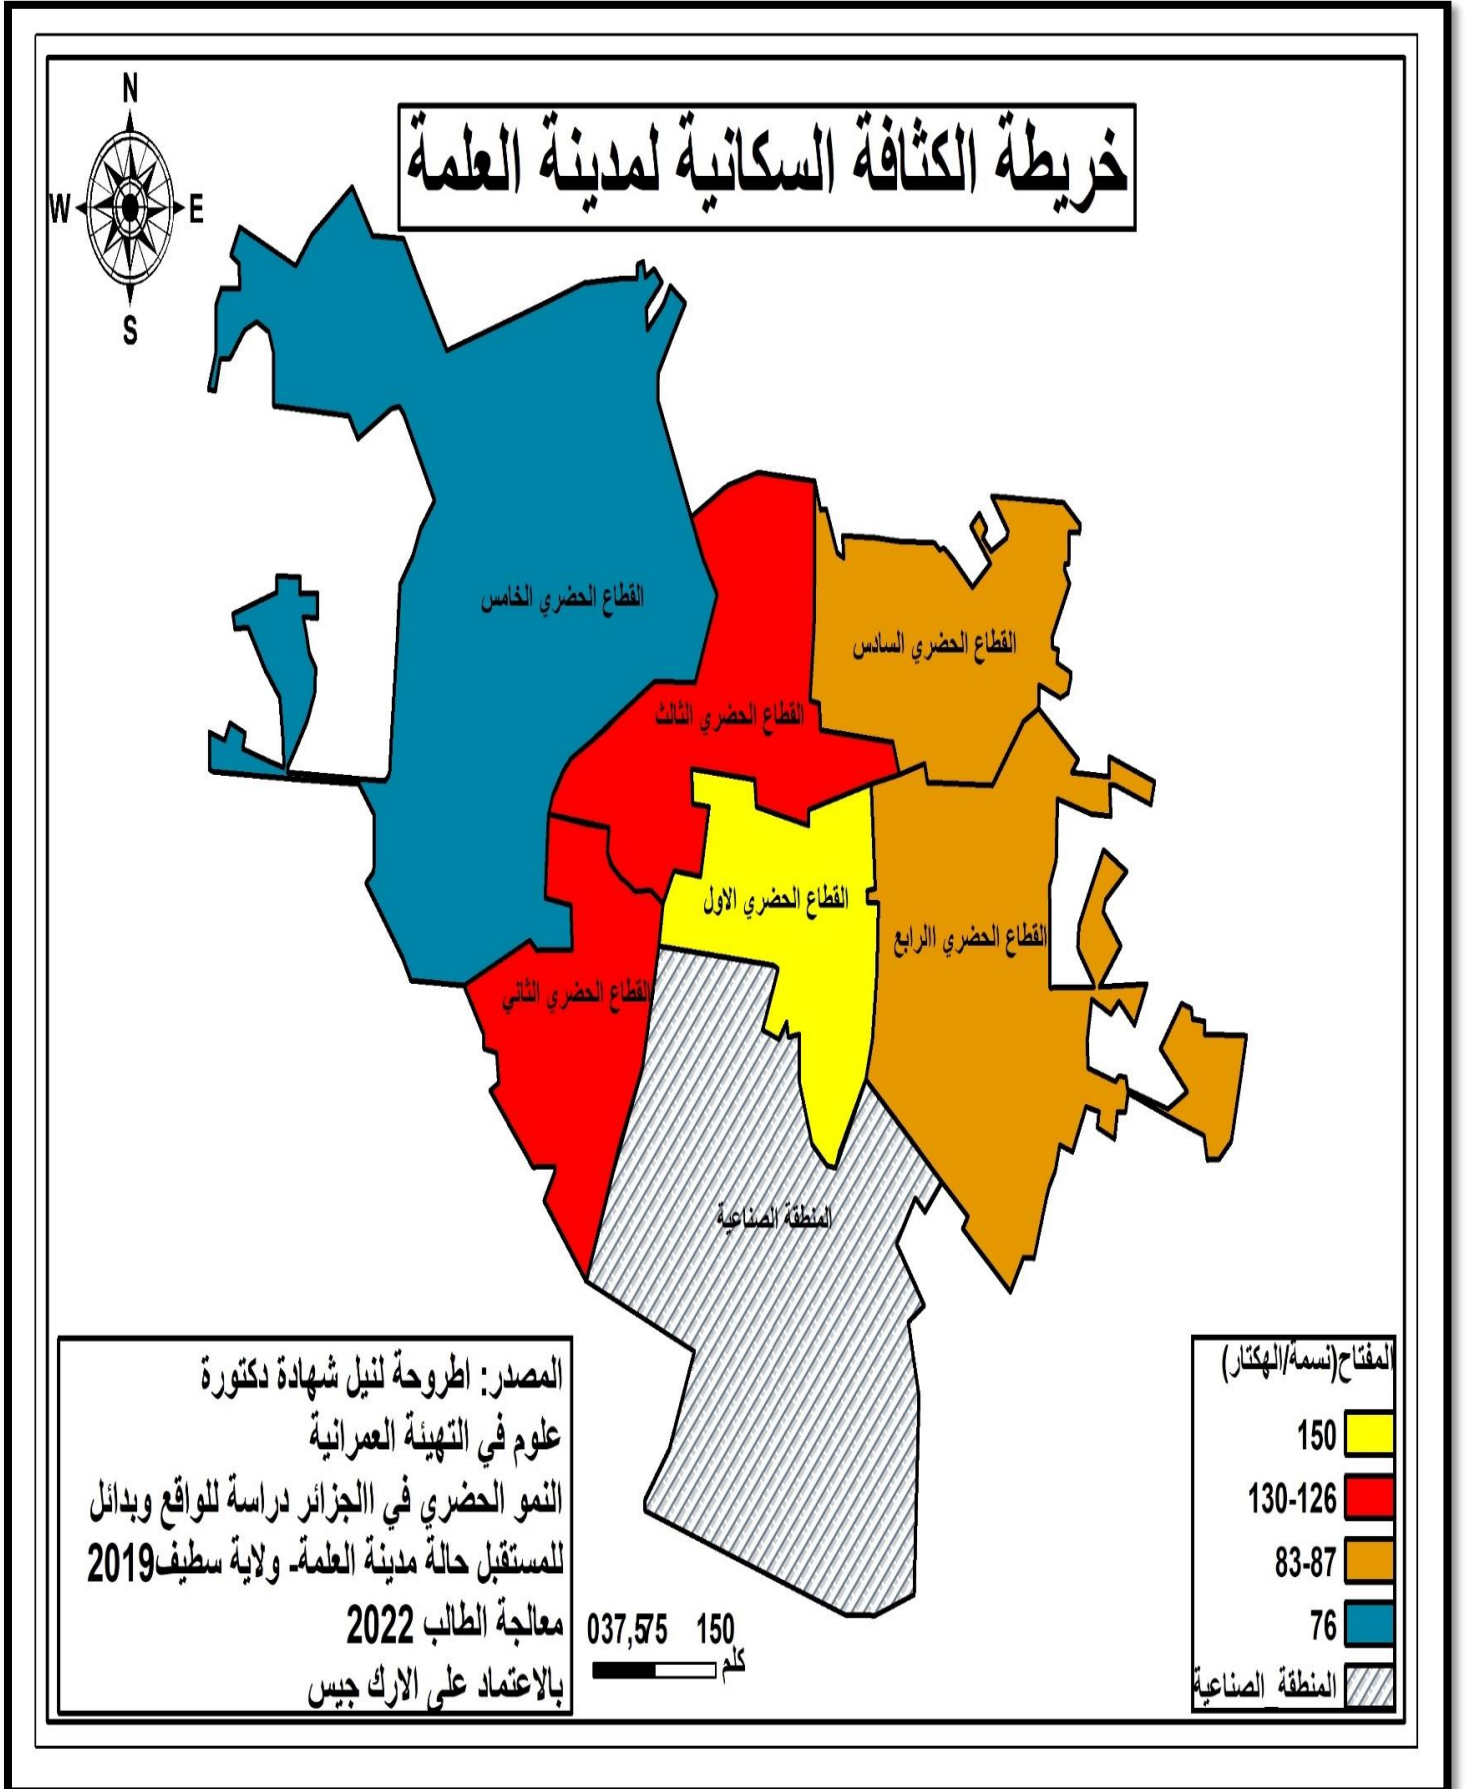 خريطة الكثافة السكانية لمدينة العلمة
N
W
E
S
القطاع الحضري الخامس
القطاع الحضري السادس
القطاع الحضري الثالث
القطاع الحضري الاول
القطاع الحضري االرابع
القطاع الحضري الثاني
المنطقة الصناعية
المفتاح(نسمة/الهكتار)
150
130-126
83-87
76
المنطقة_الصناعية
المصدر: اطروحة لنيل شهادة دكتورة
علوم في التهيئة العمرانية
النمو الحضري في االجزائر دراسة للواقع وبدائل
للمستقبل حالة مدينة العلمة- ولاية سطيف2019
معالجة الطالب 2022
بالاعتماد على الارك جيس
037,575 150
كلم